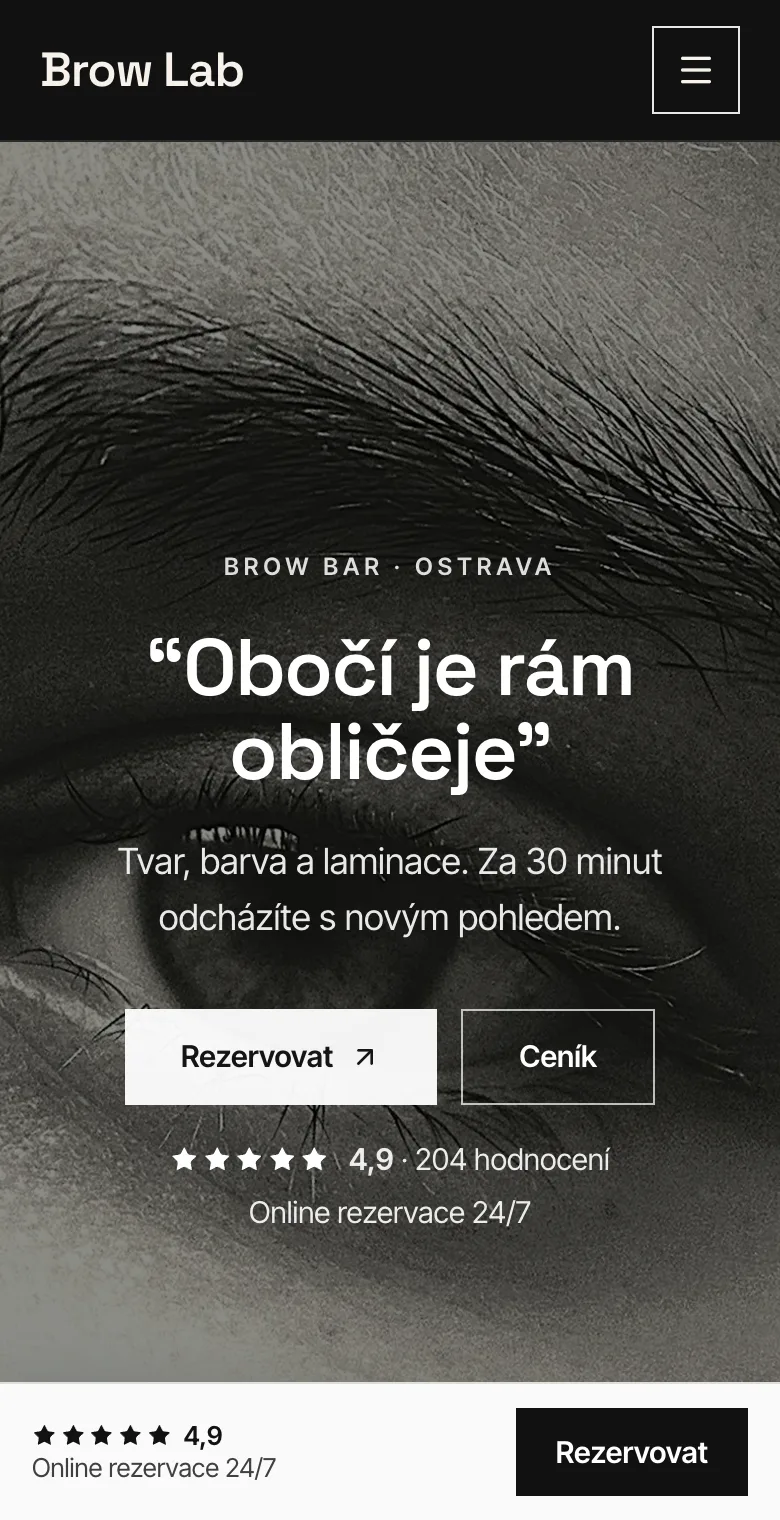 Brow Lab
BROW BAR · OSTRAVA
“Obočí je rám
obličeje”
Tvar, barva a laminace. Za 30 minut
odcházíte s novým pohledem.
Rezervovat
Ceník
4,9 · 204 hodnocení
Online rezervace 24/7
4,9
Online rezervace 24/7
Rezervovat